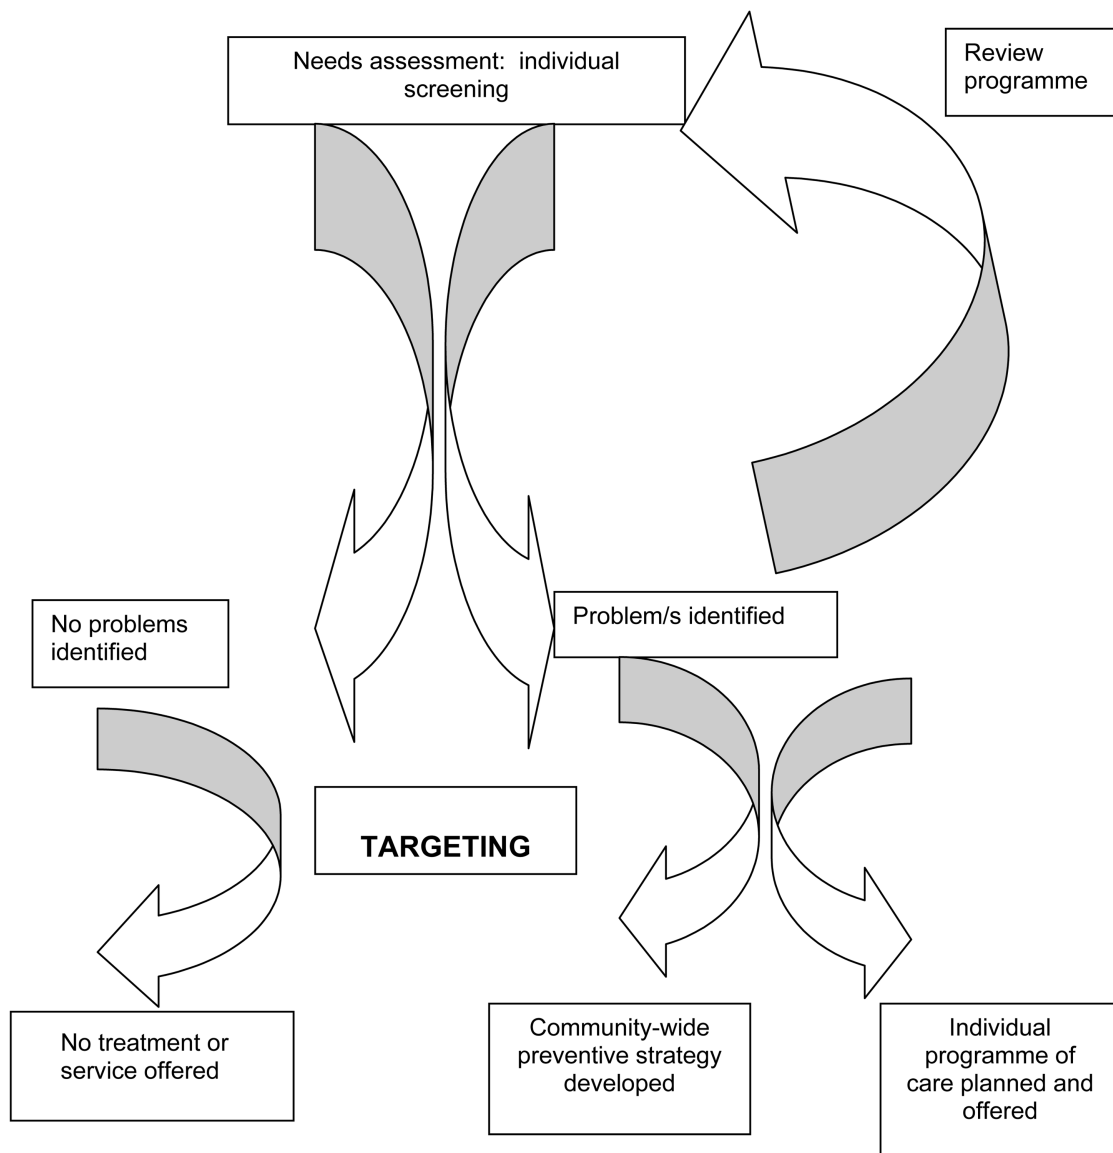 Needs assessment:  individual
screening
Review
programme
No problems
identified
Problem/s identified
TARGETING
No treatment or
service offered
Community-wide
preventive strategy
developed
Individual
programme of
care planned and
offered